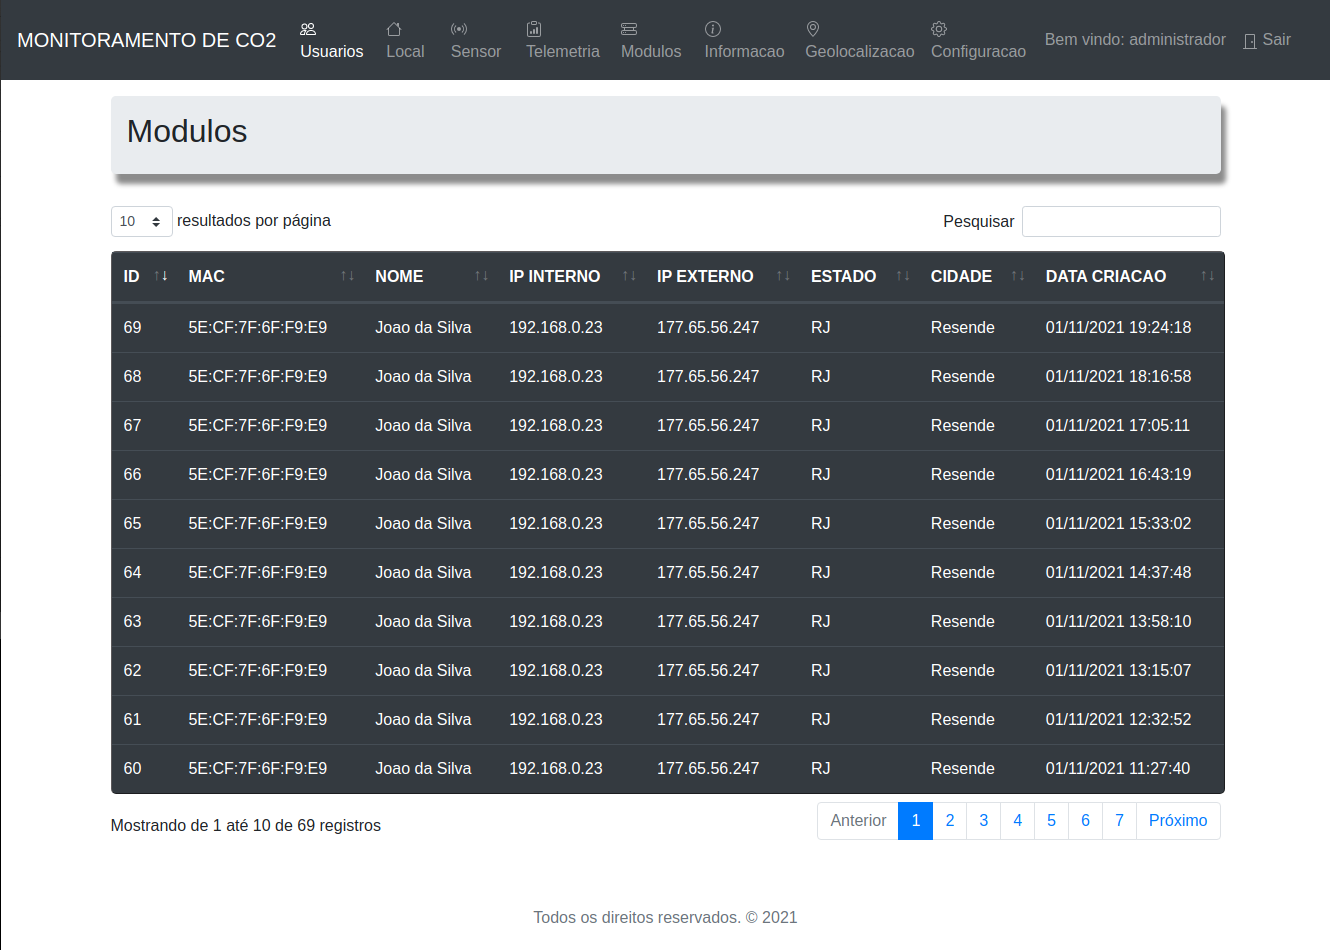 MONITORAMENTO DE CO2 Usuarios Local Sensor Telemetria Modulos Informacao Geolocalizacao Configuracao Bem vindo: administrador Sair
Modulos
10 resultados por página Pesquisar
ID MAC NOME IP INTERNO IP EXTERNO ESTADO CIDADE DATA CRIACAO
69 5E:CF:7F:6F:F9:E9 Joao da Silva 192.168.0.23 177.65.56.247 RJ Resende 01/11/2021 19:24:18
68 5E:CF:7F:6F:F9:E9 Joao da Silva 192.168.0.23 177.65.56.247 RJ Resende 01/11/2021 18:16:58
67 5E:CF:7F:6F:F9:E9 Joao da Silva 192.168.0.23 177.65.56.247 RJ Resende 01/11/2021 17:05:11
66 5E:CF:7F:6F:F9:E9 Joao da Silva 192.168.0.23 177.65.56.247 RJ Resende 01/11/2021 16:43:19
65 5E:CF:7F:6F:F9:E9 Joao da Silva 192.168.0.23 177.65.56.247 RJ Resende 01/11/2021 15:33:02
64 5E:CF:7F:6F:F9:E9 Joao da Silva 192.168.0.23 177.65.56.247 RJ Resende 01/11/2021 14:37:48
63 5E:CF:7F:6F:F9:E9 Joao da Silva 192.168.0.23 177.65.56.247 RJ Resende 01/11/2021 13:58:10
62 5E:CF:7F:6F:F9:E9 Joao da Silva 192.168.0.23 177.65.56.247 RJ Resende 01/11/2021 13:15:07
61 5E:CF:7F:6F:F9:E9 Joao da Silva 192.168.0.23 177.65.56.247 RJ Resende 01/11/2021 12:32:52
60 5E:CF:7F:6F:F9:E9 Joao da Silva 192.168.0.23 177.65.56.247 RJ Resende 01/11/2021 11:27:40
Mostrando de 1 até 10 de 69 registros Anterior 1 2 3 4 5 6 7 Próximo
Todos os direitos reservados. © 2021